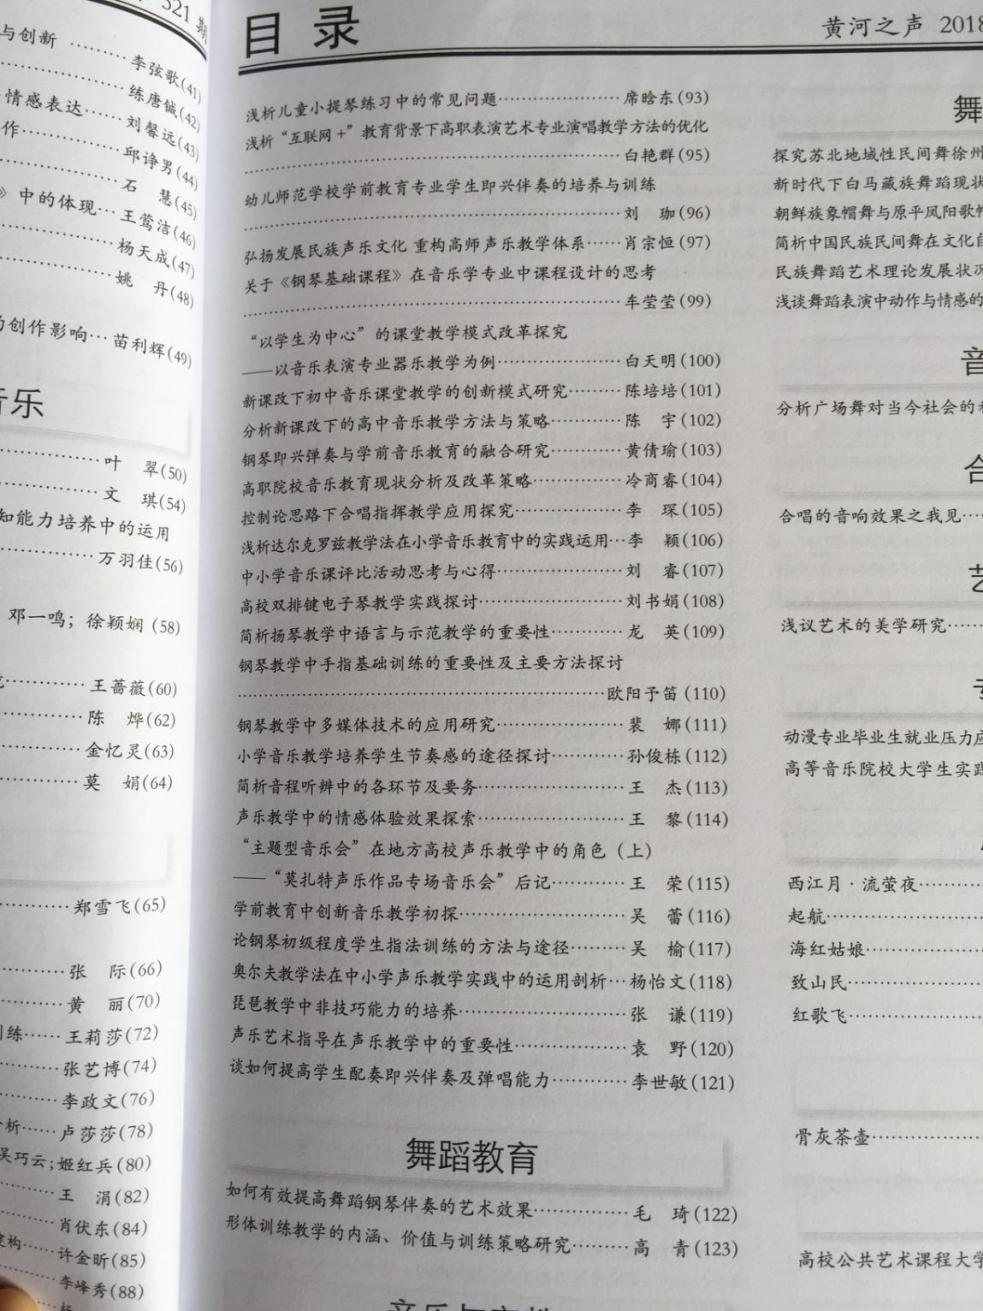 321
与创新
李弦歌(41)
练唐铖(42)
情感表达……刘馨远(43)
作……邱诤男(44)
石 慧(45)
》中的体现…王莺洁(46)
杨天成(47)
姚 丹(48)
创作影响…苗利辉(49)
音乐
叶 翠(50)
文 琪(54)
知能力培养中的运用
万羽佳(56)
邓一鸣；徐颖娴(58)
王蔷薇(60)
陈 烨(62)
金忆灵(63)
莫 娟(64)
郑雪飞(65)
张 际(66)
黄 丽(70)
练……王莉莎(72)
张艺博(74)
李政文(76)
析……卢莎莎(78)
吴巧云;姬红兵(80)
王 涓(82)
肖伏东(84)
构……许金昕(85)
李峰秀(88)
目录
黄河之声 2018
浅析儿童小提琴练习中的常见问题……席晗东(93)
浅析“互联网+”教育背景下高职表演艺术专业演唱教学方法的优化
……白艳群(95)
幼儿师范学校学前教育专业学生即兴伴奏的培养与训练
……刘 珈(96)
弘扬发展民族声乐文化 重构高师声乐教学体系……肖宗恒(97)
关于《钢琴基础课程》在音乐学专业中课程设计的思考
……车莹莹(99)
“以学生为中心”的课堂教学模式改革探究
——以音乐表演专业器乐教学为例……白天明(100)
新课改下初中音乐课堂教学的创新模式研究……陈培培(101)
分析新课改下的高中音乐教学方法与策略……陈 宇(102)
钢琴即兴弹奏与学前音乐教育的融合研究……黄倩瑜(103)
高职院校音乐教育现状分析及改革策略……冷商睿(104)
控制论思路下合唱指挥教学应用探究……李 琛(105)
浅析达尔克罗兹教学法在小学音乐教育中的实践运用…李 颖(106)
中小学音乐课评比活动思考与心得……刘 睿(107)
高校双排键电子琴教学实践探讨……刘书娟(108)
简析扬琴教学中语言与示范教学的重要性……龙 英(109)
钢琴教学中手指基础训练的重要性及主要方法探讨
……欧阳予笛(110)
钢琴教学中多媒体技术的应用研究……裴 娜(111)
小学音乐教学培养学生节奏感的途径探讨……孙俊栋(112)
简析音程听辨中的各环节及要务……王 杰(113)
声乐教学中的情感体验效果探索……王 黎(114)
“主题型音乐会”在地方高校声乐教学中的角色（上）
——“莫扎特声乐作品专场音乐会”后记……王 荣(115)
学前教育中创新音乐教学初探……吴 蕾(116)
论钢琴初级程度学生指法训练的方法与途径……吴 榆(117)
奥尔夫教学法在中小学声乐教学实践中的运用剖析…杨怡文(118)
琵琶教学中非技巧能力的培养……张 谦(119)
声乐艺术指导在声乐教学中的重要性……袁 野(120)
谈如何提高学生配奏即兴伴奏及弹唱能力……李世敏(121)
舞蹈教育
如何有效提高舞蹈钢琴伴奏的艺术效果……毛 琦(122)
形体训练教学的内涵、价值与训练策略研究……高 青(123)
舞
探究苏北地域性民间舞徐州
新时代下白马藏族舞蹈现状
朝鲜族象帽舞与原平凤阳歌
简析中国民族民间舞在文化
民族舞蹈艺术理论发展状况
浅谈舞蹈表演中动作与情感的
音
分析广场舞对当今社会的
合
合唱的音响效果之我见…
艺
浅议艺术的美学研究……
动漫专业毕业生就业压力
高等音乐院校大学生实践
西江月·流萤夜……
起航……
海红姑娘……
致山民……
红歌飞……
骨灰茶壶……
高校公共艺术课程大学